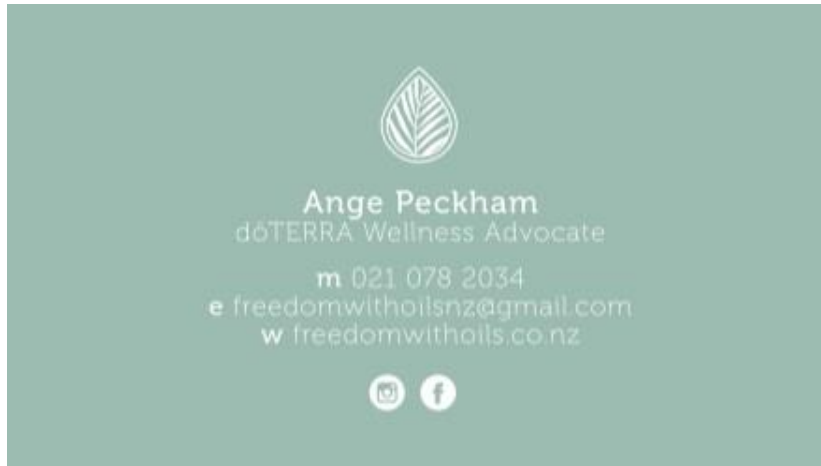 Ange Peckham
dōTERRA Wellness Advocate
m 021 078 2034
e freedomwithoilsnz@gmail.com
w freedomwithoils.co.nz